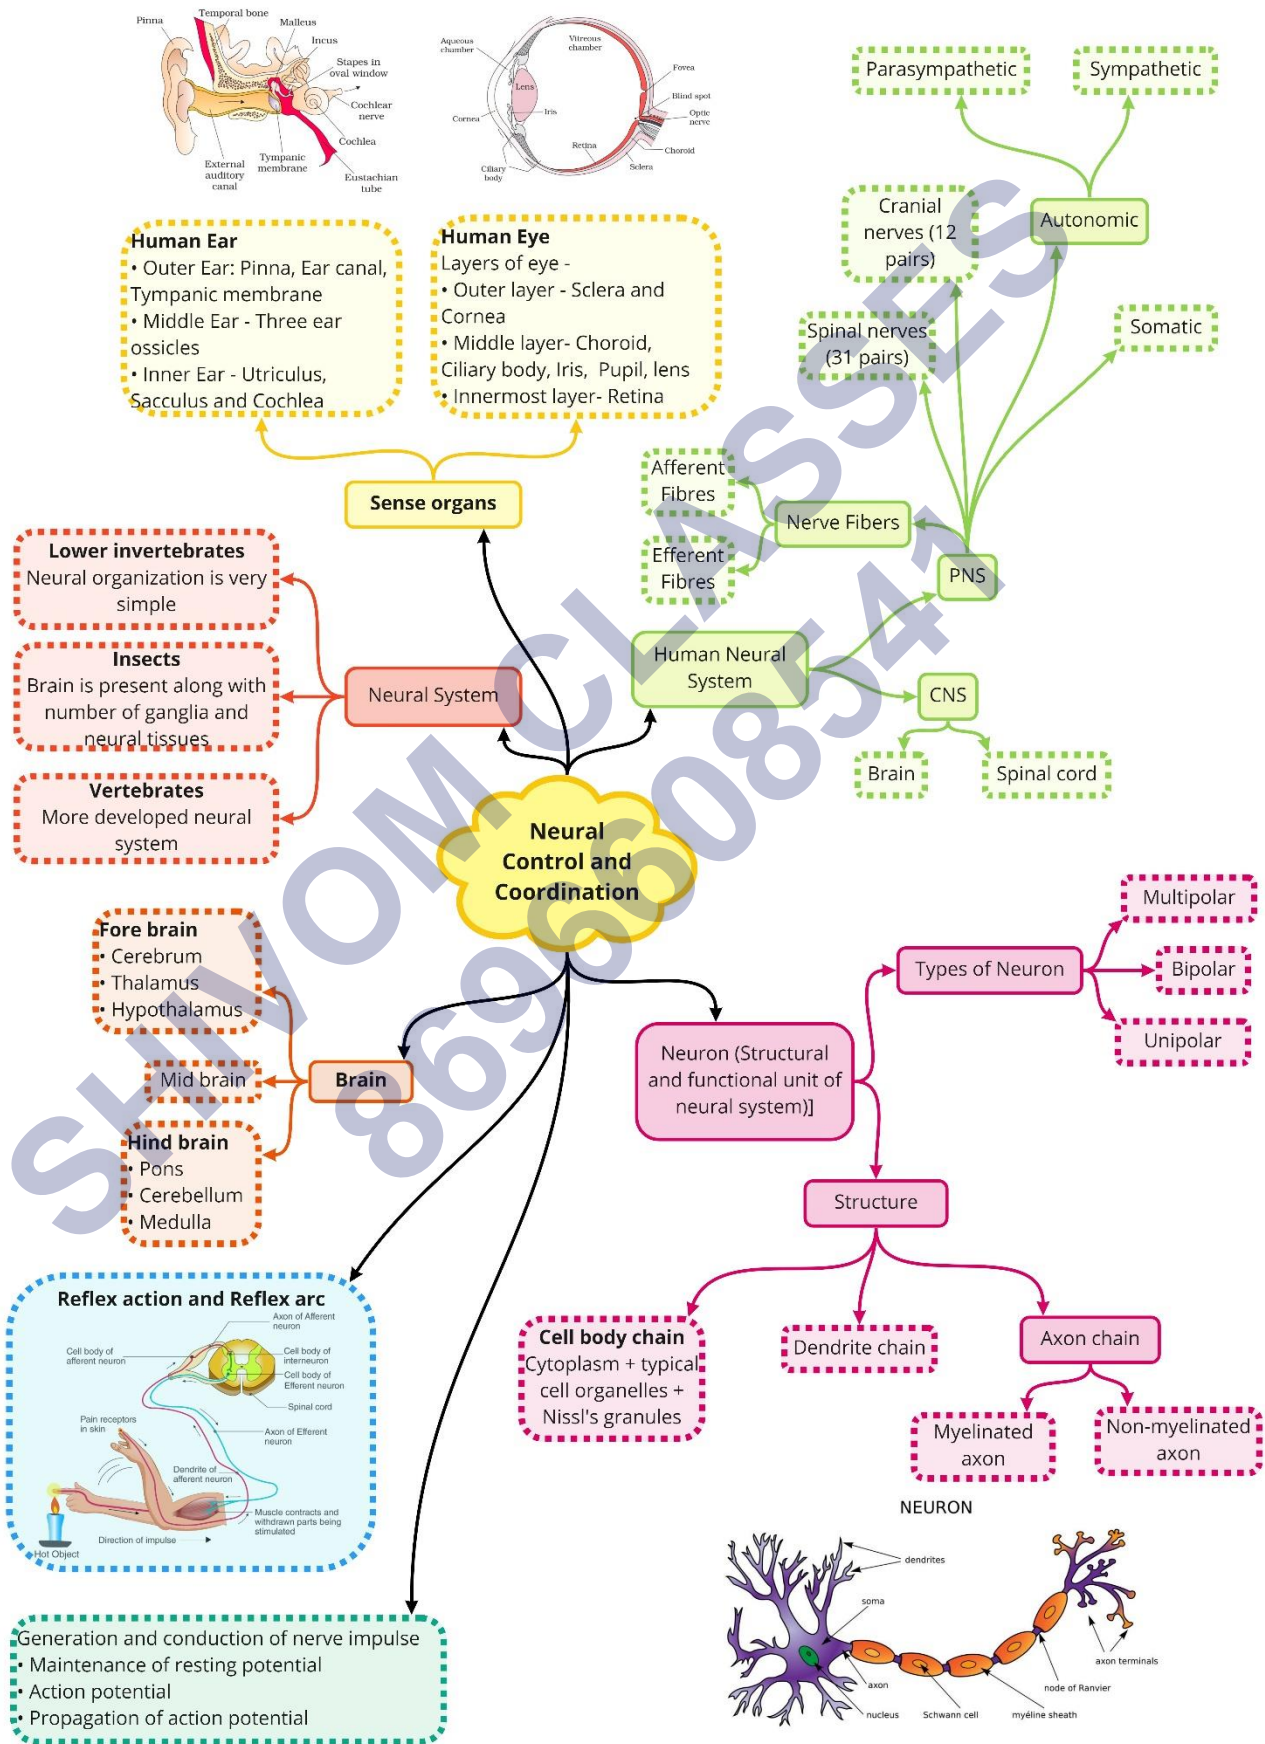 Pinna
Temporal bone
Malleus
Incus
Stapes in
oval window
Cochlear
nerve
Cochlea
External
auditory
canal
Tympanic
membrane
Eustachian
tube
Aqueous
chamber
Vitreous
chamber
Lens
Iris
Cornea
Ciliary
body
Retina
Fovea
Blind spot
Optic
nerve
Choroid
Sclera
Parasympathetic
Sympathetic
Cranial
nerves (12
pairs)
Autonomic
Spinal nerves
(31 pairs)
Somatic
Human Ear
• Outer Ear: Pinna, Ear canal,
Tympanic membrane
• Middle Ear - Three ear
ossicles
• Inner Ear - Utriculus,
Sacculus and Cochlea
Human Eye
Layers of eye -
• Outer layer - Sclera and
Cornea
• Middle layer- Choroid,
Ciliary body, Iris, Pupil, lens
• Innermost layer- Retina
Sense organs
Afferent
Fibres
Efferent
Fibres
Nerve Fibers
PNS
Human Neural
System
CNS
Brain
Spinal cord
Lower invertebrates
Neural organization is very
simple
Insects
Brain is present along with
number of ganglia and
neural tissues
Vertebrates
More developed neural
system
Neural System
Neural
Control and
Coordination
Fore brain
• Cerebrum
• Thalamus
• Hypothalamus
Mid brain
Hind brain
• Pons
• Cerebellum
• Medulla
Brain
Neuron (Structural
and functional unit of
neural system)]
Types of Neuron
Multipolar
Bipolar
Unipolar
Structure
Cell body chain
Cytoplasm + typical
cell organelles +
Nissl's granules
Dendrite chain
Axon chain
Myelinated
axon
Non-myelinated
axon
Reflex action and Reflex arc
Axon of Afferent
neuron
Cell body of
afferent neuron
Cell body of
interneuron
Cell body of
Efferent neuron
Spinal cord
Pain receptors
in skin
Axon of Efferent
neuron
Dendrite of
afferent neuron
Muscle contracts and
withdrawn parts being
stimulated
Direction of impulse
Hot Object
Generation and conduction of nerve impulse
• Maintenance of resting potential
• Action potential
• Propagation of action potential
NEURON
dendrites
soma
axon
nucleus
Schwann cell
myéline sheath
node of Ranvier
axon terminals
SHIVOM CLASSES
8696608541